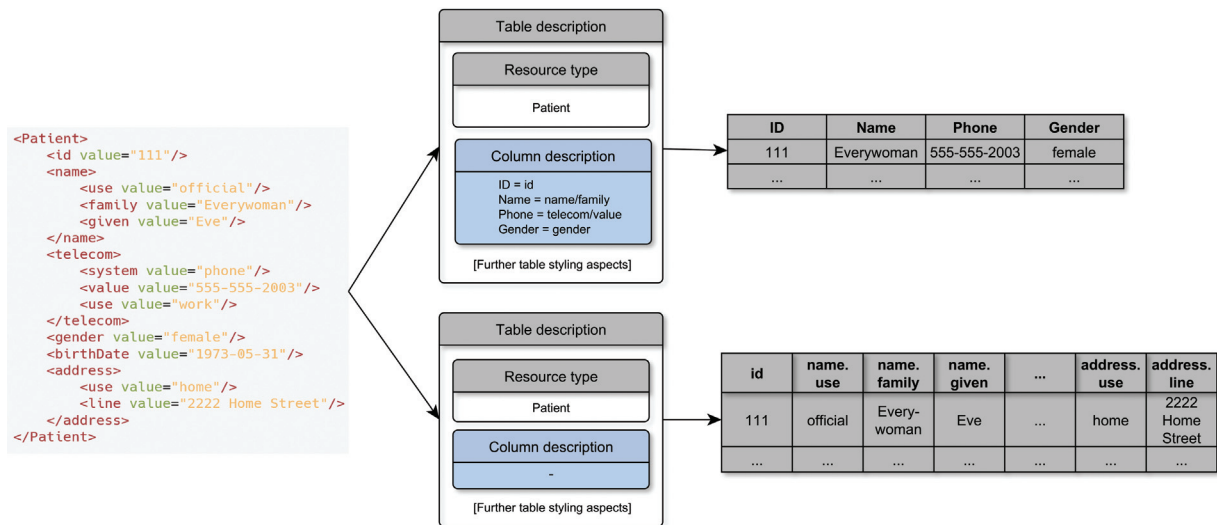 <Patient>
<id value="111"/>
<name>
<use value="official"/>
<family value="Everywoman"/>
<given value="Eve"/>
</name>
<telecom>
<system value="phone"/>
<value value="555-555-2003"/>
<use value="work"/>
</telecom>
<gender value="female"/>
<birthDate value="1973-05-31"/>
<address>
<use value="home"/>
<line value="2222 Home Street"/>
</address>
</Patient>
Table description
Resource type
Patient
Column description
ID = id
Name = name/family
Phone = telecom/value
Gender = gender
[Further table styling aspects]
ID Name Phone Gender
111 Everywoman 555-555-2003 female
... ... ... ...
Table description
Resource type
Patient
Column description
-
[Further table styling aspects]
id name. name. name. ... address. address.
use family given use line
111 official Every- Eve ... home 2222
woman Home
Street
... ... ... ... ... ... ...